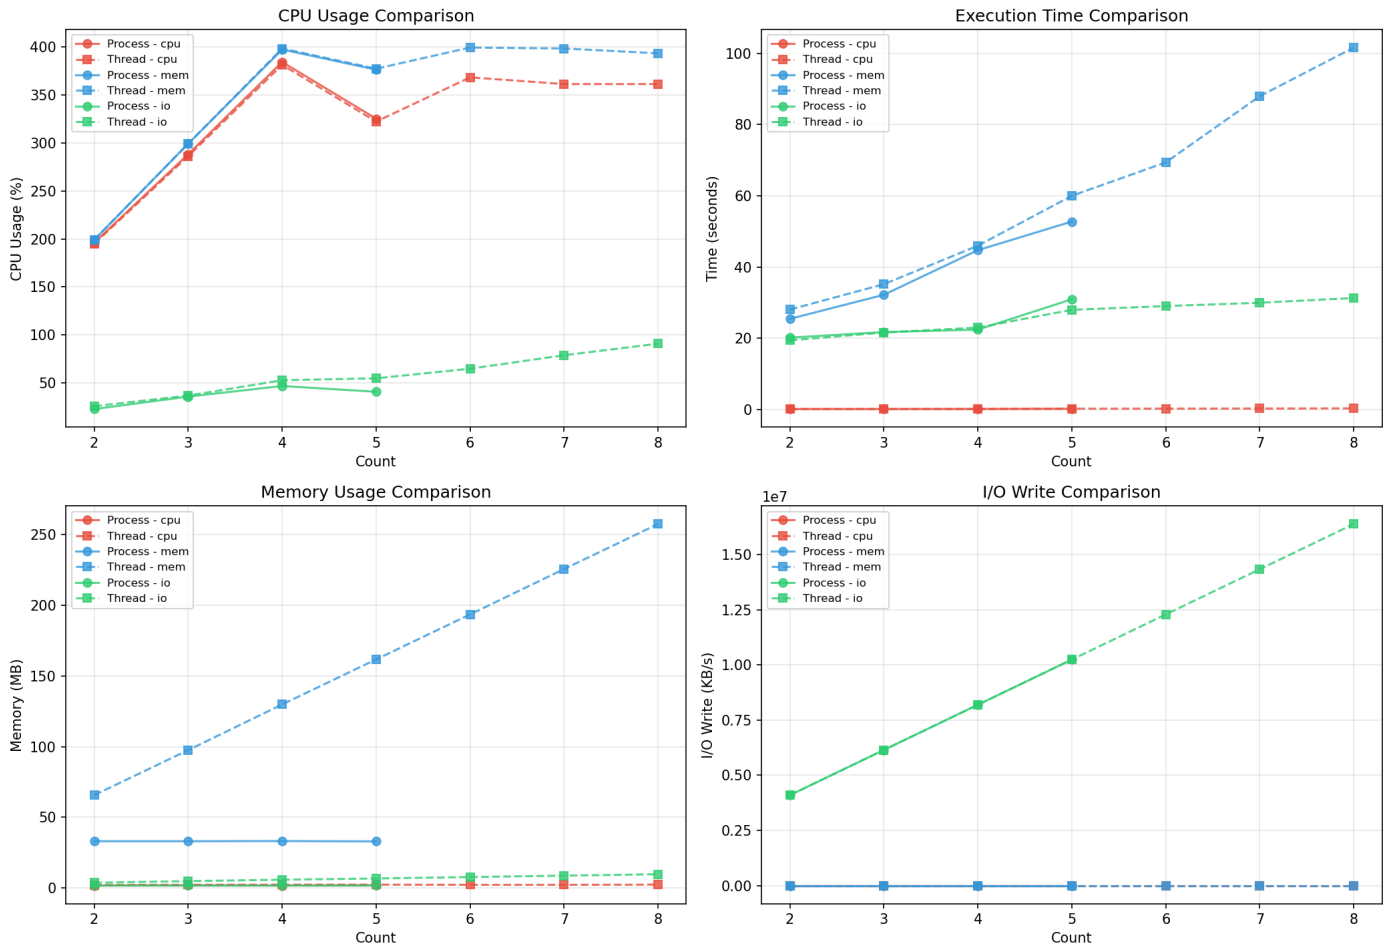 CPU Usage Comparison
CPU Usage (%)
400
350
300
250
200
150
100
50
Process - cpu
Thread - cpu
Process - mem
Thread - mem
Process - io
Thread - io
2 3 4 5 6 7 8
Count
Execution Time Comparison
Time (seconds)
100
80
60
40
20
0
Process - cpu
Thread - cpu
Process - mem
Thread - mem
Process - io
Thread - io
2 3 4 5 6 7 8
Count
Memory Usage Comparison
Memory (MB)
250
200
150
100
50
0
Process - cpu
Thread - cpu
Process - mem
Thread - mem
Process - io
Thread - io
2 3 4 5 6 7 8
Count
I/O Write Comparison
1e7
I/O Write (KB/s)
1.50
1.25
1.00
0.75
0.50
0.25
0.00
Process - cpu
Thread - cpu
Process - mem
Thread - mem
Process - io
Thread - io
2 3 4 5 6 7 8
Count